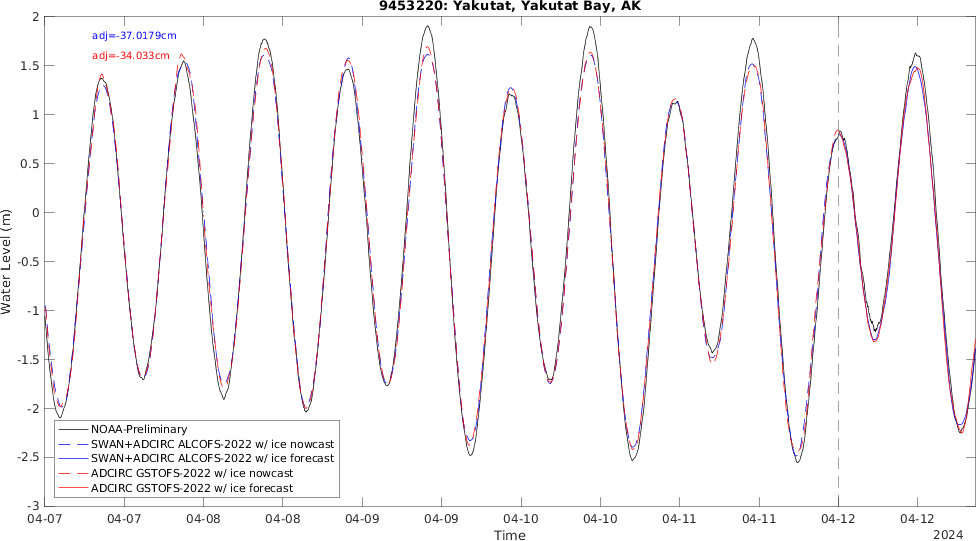 9453220: Yakutat, Yakutat Bay, AK
adj=-37.0179cm
adj=-34.033cm
2
1.5
1
0.5
0
-0.5
-1
-1.5
-2
-2.5
-3
Water Level (m)
NOAA-Preliminary
SWAN+ADCIRC ALCOFS-2022 w/ ice nowcast
SWAN+ADCIRC ALCOFS-2022 w/ ice forecast
ADCIRC GSTOFS-2022 w/ ice nowcast
ADCIRC GSTOFS-2022 w/ ice forecast
04-07 04-07 04-08 04-08 04-09 04-09 04-10 04-10 04-11 04-11 04-12 04-12
Time
2024